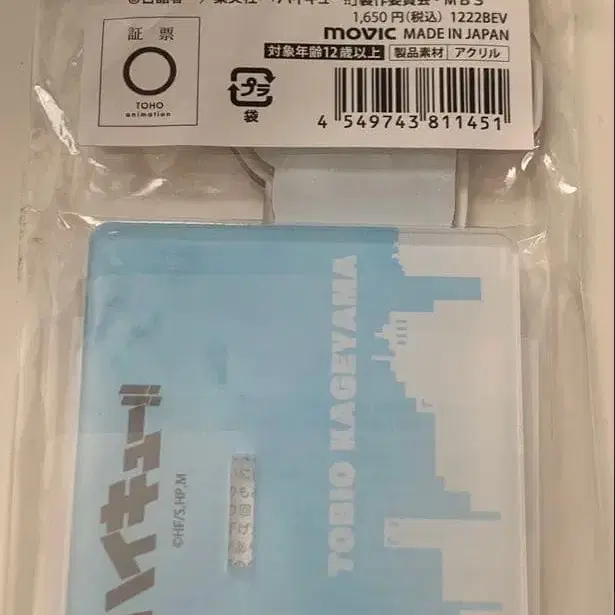 証票
TOHO
animation
1,650円(税込) 1222BEV
movic MADE IN JAPAN
対象年齢12歳以上 製品素材 アクリル
プラ
袋
4 549743 811451
TOBIO KAGEYAMA
ハイキュー!!
©HF/S,HP,M